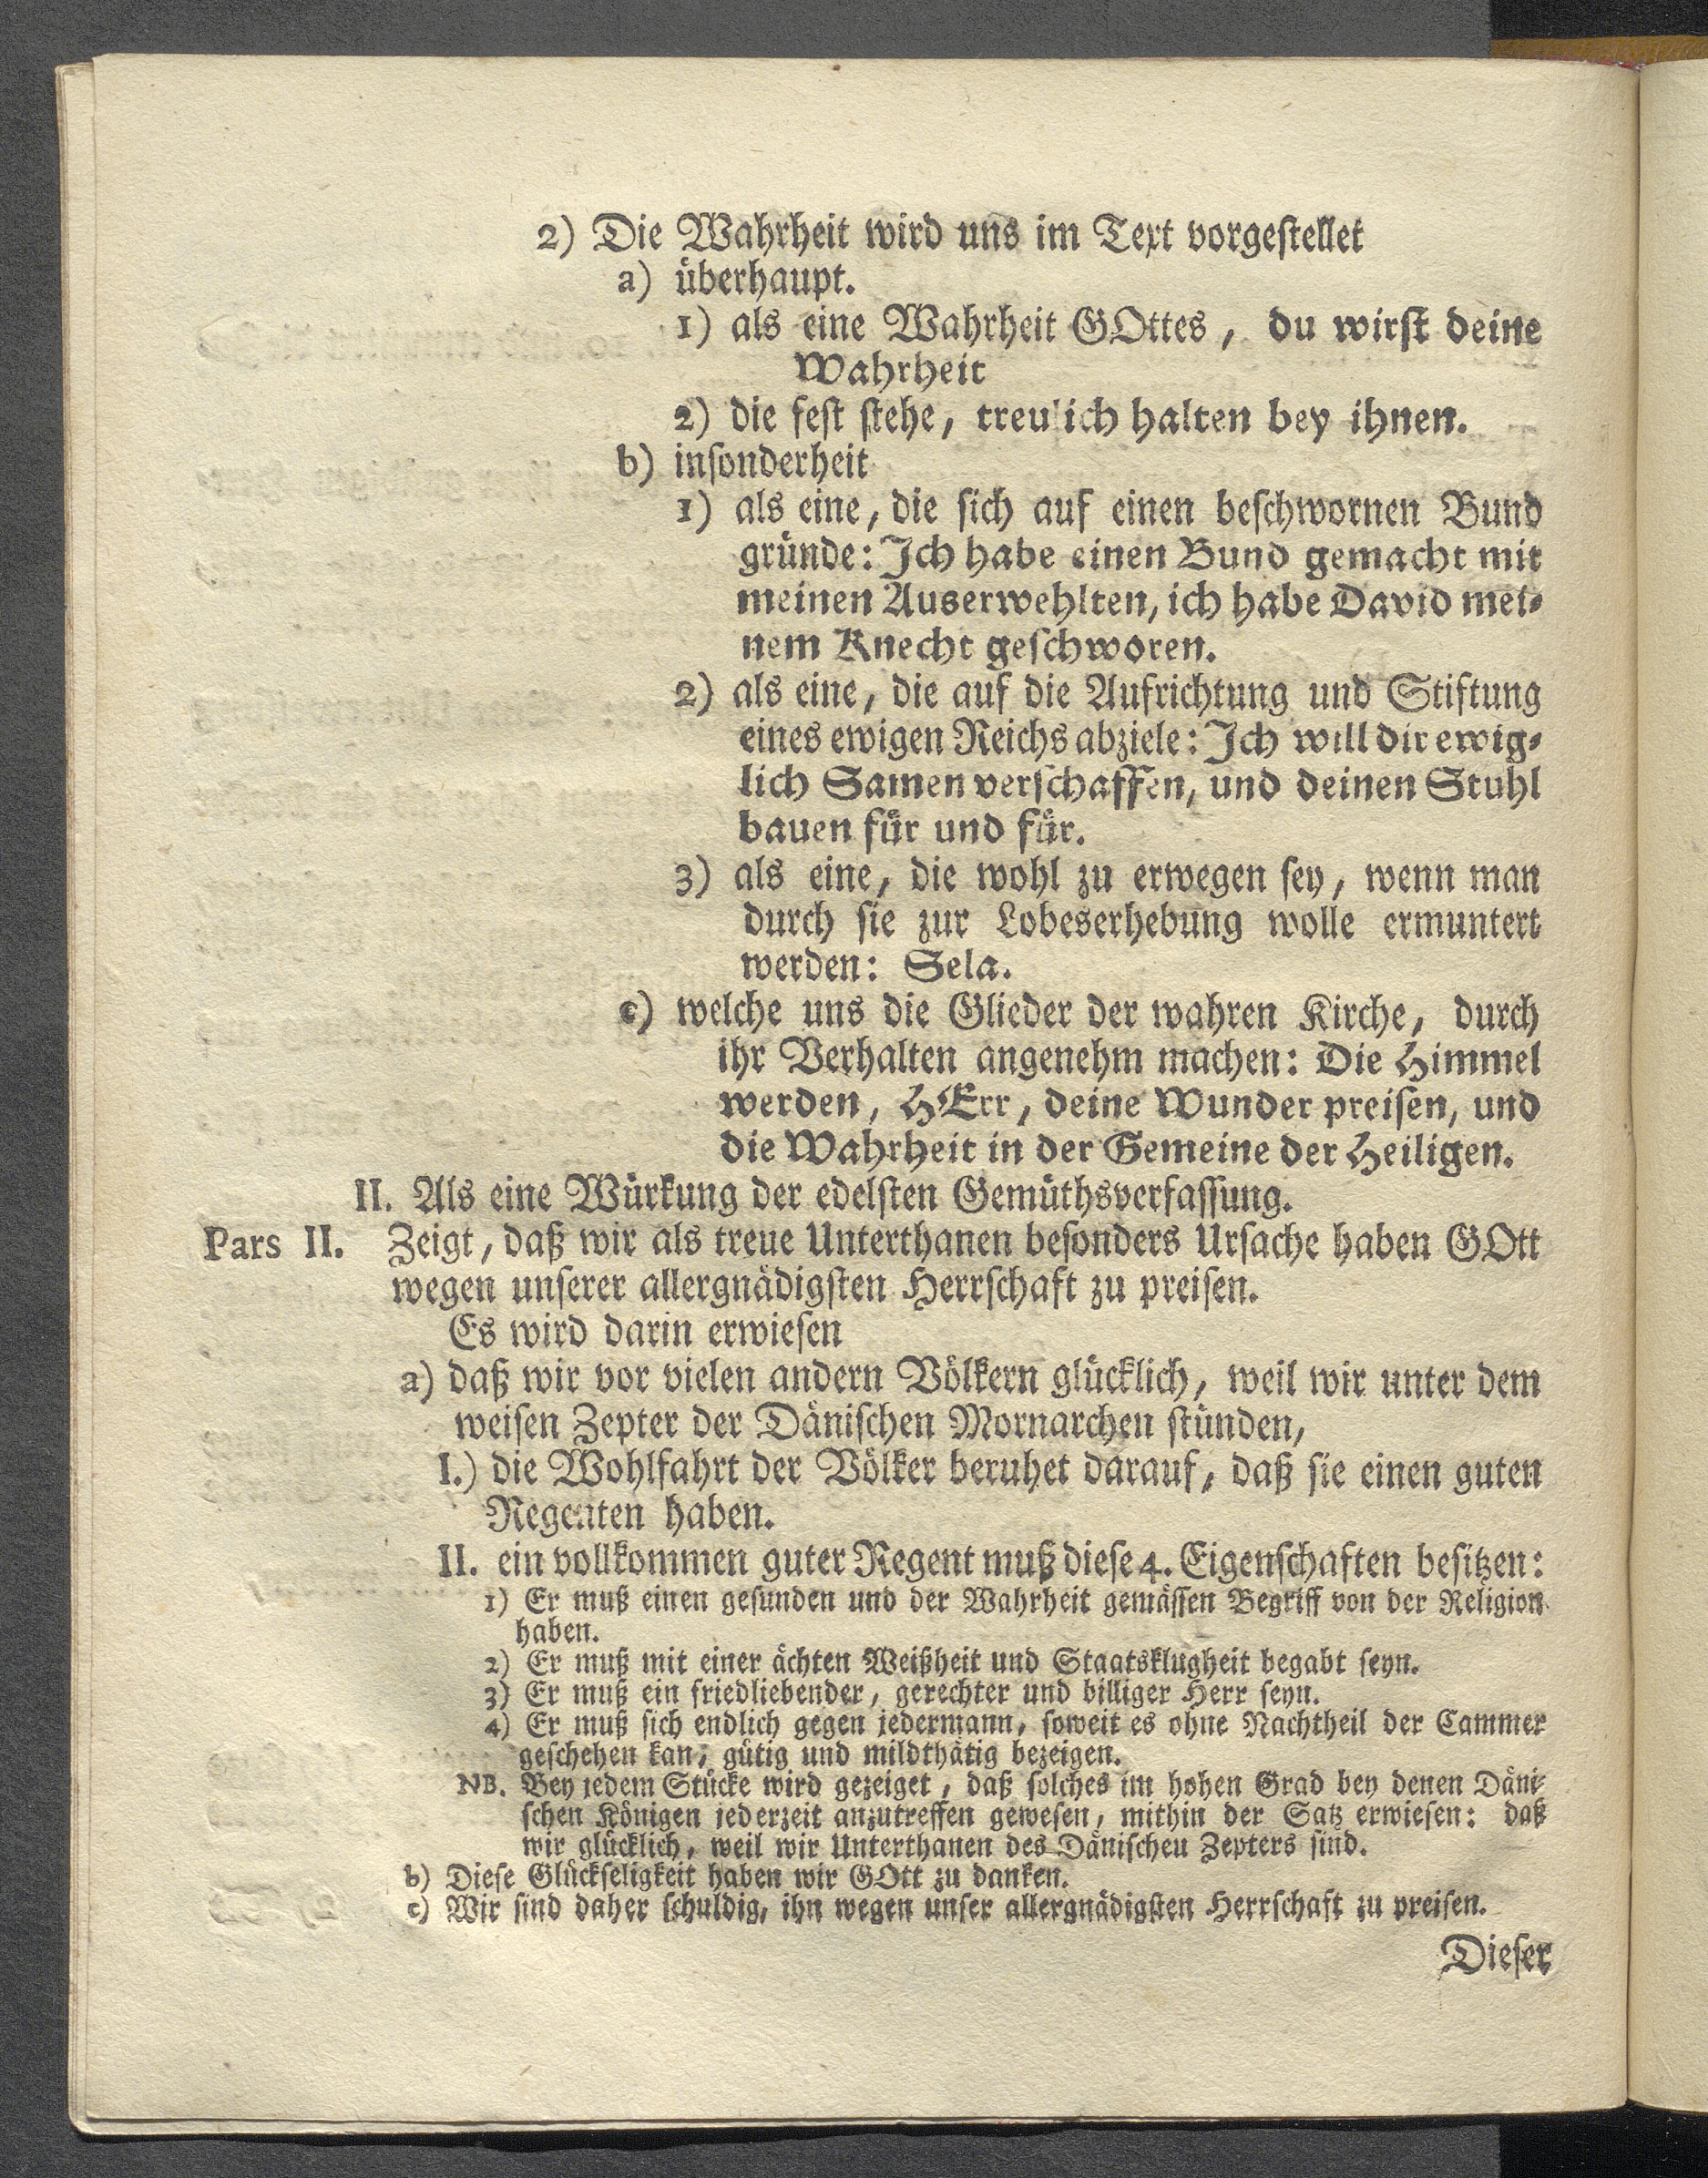 2) Die Wahrheit wird uns im Text vorgestellet
a) überhaupt.
1) als eine Wahrheit GOttes, du wirst deine
Wahrheit
2) die fest stehe, treulich halten bey ihnen.
b) insonderheit
1) als eine, die sich auf einen beschwornen Bund
gründe: Ich habe einen Bund gemacht mit
meinen Auserwehlten, ich habe David mei-
nem Knecht geschworen.
2) als eine, die auf die Aufrichtung und Stiftung
eines ewigen Reichs abziele: Ich will dir ewig-
lich Samen verschaffen, und deinen Stuhl
bauen für und für.
3) als eine, die wohl zu erwegen sey, wenn man
durch sie zur Lobeserhebung wolle ermuntert
werden: Sela.
c) welche uns die Glieder der wahren Kirche, durch
ihr Verhalten angenehm machen: Die Himmel
werden, HErr, deine Wunder preisen, und
die Wahrheit in der Gemeine der Heiligen.
II. Als eine Würkung der edelsten Gemüthsverfassung.
Pars II. Zeigt, daß wir als treue Unterthanen besonders Ursache haben GOtt
wegen unserer allergnädigsten Herrschaft zu preisen.
Es wird darin erwiesen
a) daß wir vor vielen andern Völkern glücklich, weil wir unter dem
weisen Zepter der Dänischen Mornarchen stünden,
I.) die Wohlfahrt der Völker beruhet darauf, daß sie einen guten
Regenten haben.
II. ein vollkommen guter Regent muß diese 4. Eigenschaften besitzen:
1) Er muß einen gesunden und der Wahrheit gemässen Begriff von der Religion
haben.
2) Er muß mit einer ächten Weißheit und Staatsklugheit begabt seyn.
3) Er muß ein friedliebender, gerechter und billiger Herr seyn.
4) Er muß sich endlich gegen jedermann, soweit es ohne Nachtheil der Cammer
geschehen kan, gütig und mildthätig bezeigen.
NB. Bey jedem Stücke wird gezeiget, daß solches im hohen Grad bey denen Däni-
schen Königen jederzeit anzutreffen gewesen, mithin der Satz erwiesen: daß
wir glücklich, weil wir Unterthanen des Dänischeu Zepters sind.
b) Diese Glückseligkeit haben wir GOtt zu danken.
c) Wir sind daher schuldig, ihn wegen unser allergnädigsten Herrschaft zu preisen.
Dieser